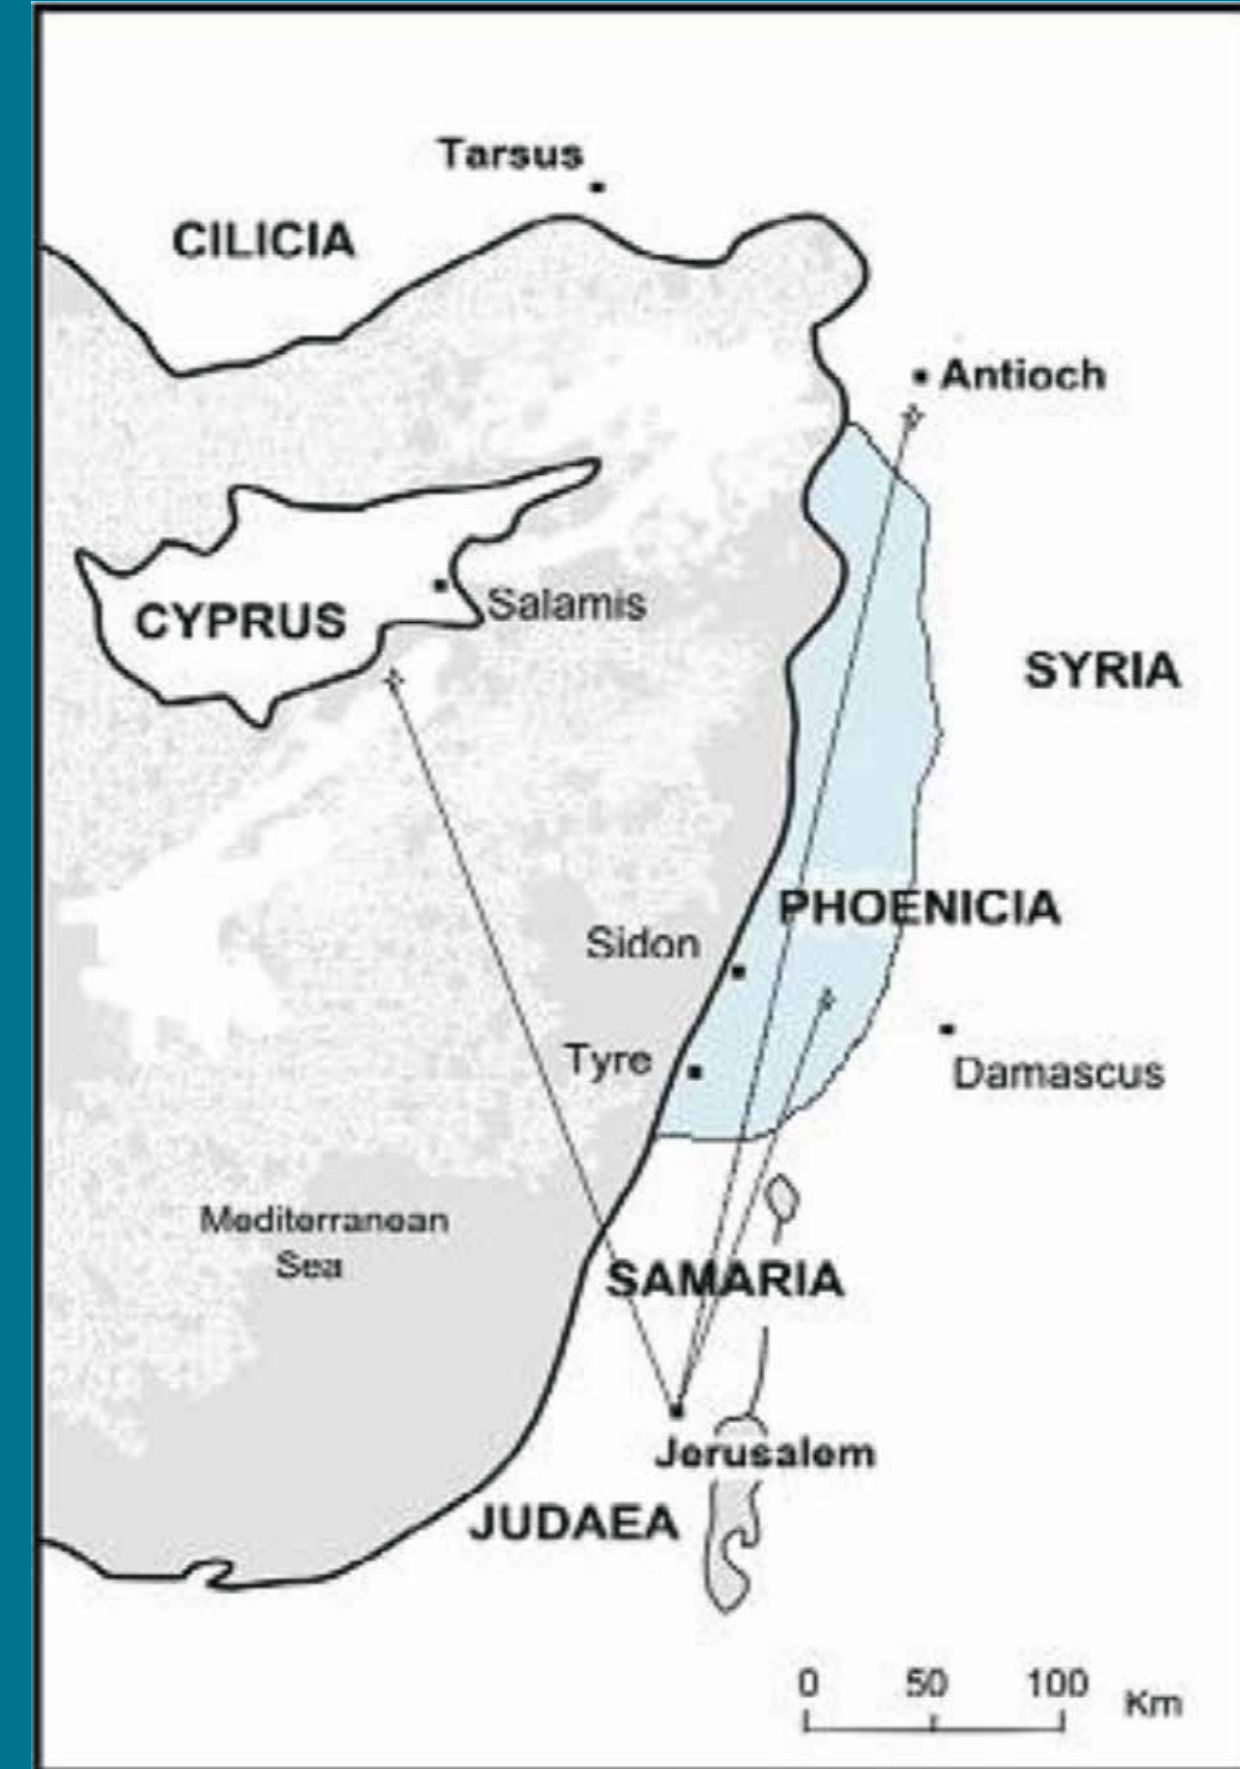 Tarsus
CILICIA
Antioch
Salamis
CYPRUS
SYRIA
PHOENICIA
Sidon
Tyre
Damascus
Mediterranean
Sea
SAMARIA
Jerusalem
JUDAEA
0 50 100 Km